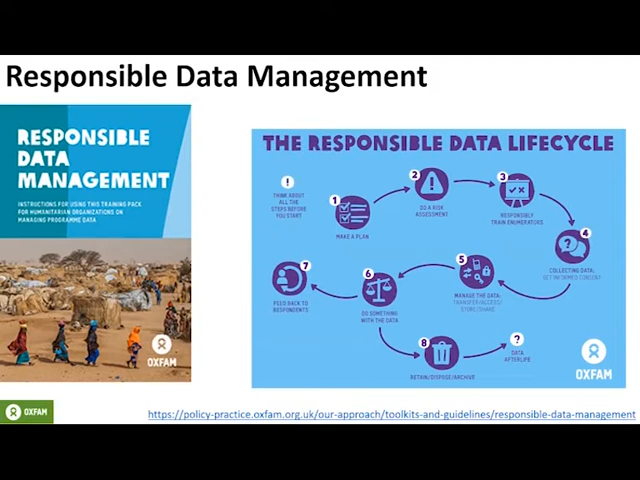 Responsible Data Management
RESPONSIBLE
DATA
MANAGEMENT
INSTRUCTIONS FOR USING THIS TRAINING PACK
FOR HUMANITARIAN ORGANIZATIONS ON
MANAGING PROGRAMME DATA
OXFAM
THE RESPONSIBLE DATA LIFECYCLE
!
THINK ABOUT
ALL THE
STEPS BEFORE
YOU START
1
MAKE A PLAN
2
DO A RISK
ASSESSMENT
3
RESPONSIBLY
TRAIN ENUMERATORS
4
COLLECTING DATA:
GET INFORMED CONSENT
5
MANAGE THE DATA:
TRANSFER/ACCESS/
STORE/SHARE
6
DO SOMETHING
WITH THE DATA
7
FEED BACK TO
RESPONDENTS
8
RETAIN/DISPOSE/ARCHIVE
?
DATA
AFTERLIFE
OXFAM
OXFAM
https://policy-practice.oxfam.org.uk/our-approach/toolkits-and-guidelines/responsible-data-management